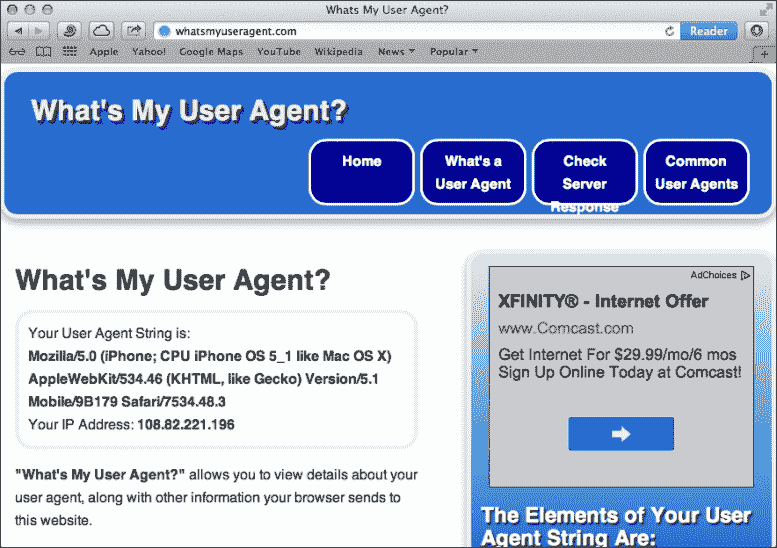 Whats My User Agent?
whatsmyuseragent.com
Reader
Apple Yahoo! Google Maps YouTube Wikipedia News Popular
What's My User Agent?
Home
What's a
User Agent
Check
Server
Response
Common
User Agents
What's My User Agent?
Your User Agent String is:
Mozilla/5.0 (iPhone; CPU iPhone OS 5_1 like Mac OS X)
AppleWebKit/534.46 (KHTML, like Gecko) Version/5.1
Mobile/9B179 Safari/7534.48.3
Your IP Address: 108.82.221.196
"What's My User Agent?" allows you to view details about your
user agent, along with other information your browser sends to
this website.
AdChoices
XFINITY® - Internet Offer
www.Comcast.com
Get Internet For $29.99/mo/6 mos
Sign Up Online Today at Comcast!
The Elements of Your User
Agent String Are: